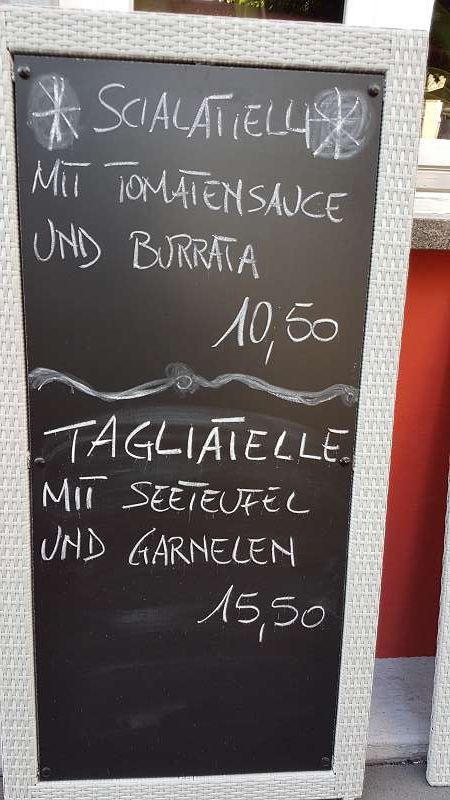 SCIALATIELLI
MIT TOMATENSAUCE
UND BURRATA
10,50
TAGLIATELLE
MIT SEETEUFEL
UND GARNELEN
15,50